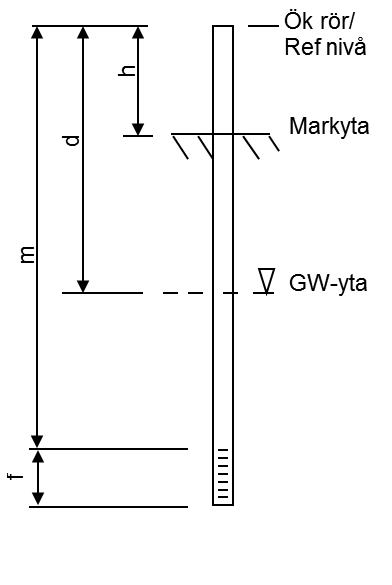 Ök rör/
Ref nivå
h
Markyta
d
m
GW-yta
f